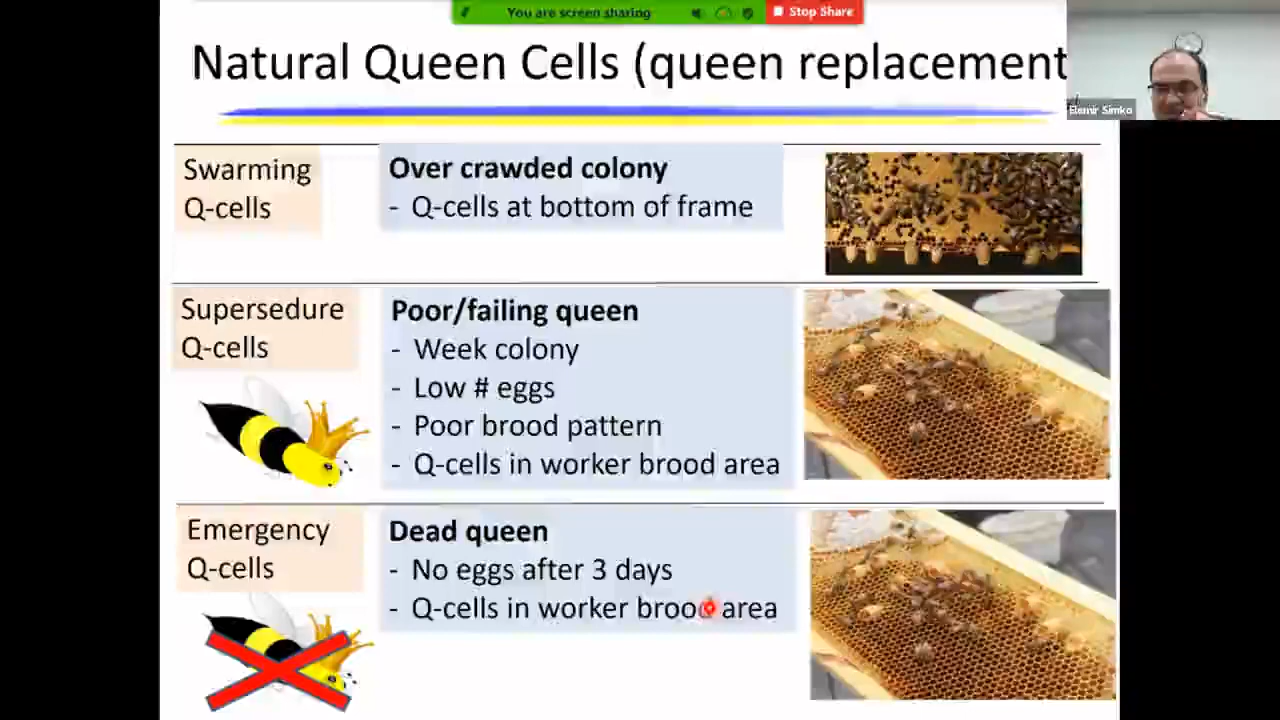 You are screen sharing
Stop Share
Natural Queen Cells (queen replacement
Elemir Simko
Swarming
Q-cells
Over crawded colony
- Q-cells at bottom of frame
Supersedure
Q-cells
Poor/failing queen
- Week colony
- Low # eggs
- Poor brood pattern
- Q-cells in worker brood area
Emergency
Q-cells
Dead queen
- No eggs after 3 days
- Q-cells in worker brood area